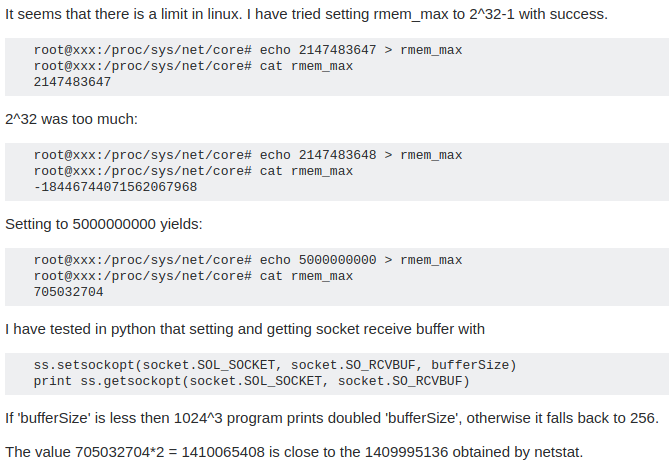 It seems that there is a limit in linux. I have tried setting rmem_max to 2^32-1 with success.
root@xxx:/proc/sys/net/core# echo 2147483647 > rmem_max
root@xxx:/proc/sys/net/core# cat rmem_max
2147483647
2^32 was too much:
root@xxx:/proc/sys/net/core# echo 2147483648 > rmem_max
root@xxx:/proc/sys/net/core# cat rmem_max
-18446744071562067968
Setting to 5000000000 yields:
root@xxx:/proc/sys/net/core# echo 5000000000 > rmem_max
root@xxx:/proc/sys/net/core# cat rmem_max
705032704
I have tested in python that setting and getting socket receive buffer with
ss.setsockopt(socket.SOL_SOCKET, socket.SO_RCVBUF, bufferSize)
print ss.getsockopt(socket.SOL_SOCKET, socket.SO_RCVBUF)
If 'bufferSize' is less then 1024^3 program prints doubled 'bufferSize', otherwise it falls back to 256.
The value 705032704*2 = 1410065408 is close to the 1409995136 obtained by netstat.